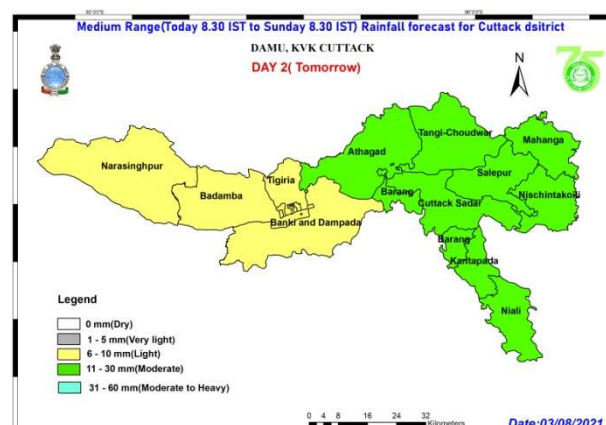 Medium Range(Today 8.30 IST to Sunday 8.30 IST) Rainfall forecast for Cuttack dsitrict
DAMU, KVK CUTTACK
DAY 2( Tomorrow)
75
N
Tangi-Choudwar
Mahanga
Athagad
Narasinghpur
Salepur
Tigiria
Badamba
Barang
Nischintakoili
Cuttack Sadar
Banki and Dampada
Barang
Kantapada
Niali
Legend
0 mm(Dry)
1 - 5 mm(Very light)
6 - 10 mm(Light)
11 - 30 mm(Moderate)
31 - 60 mm(Moderate to Heavy)
0 4 8 16 24 32
Kilometers
Date:03/08/2021